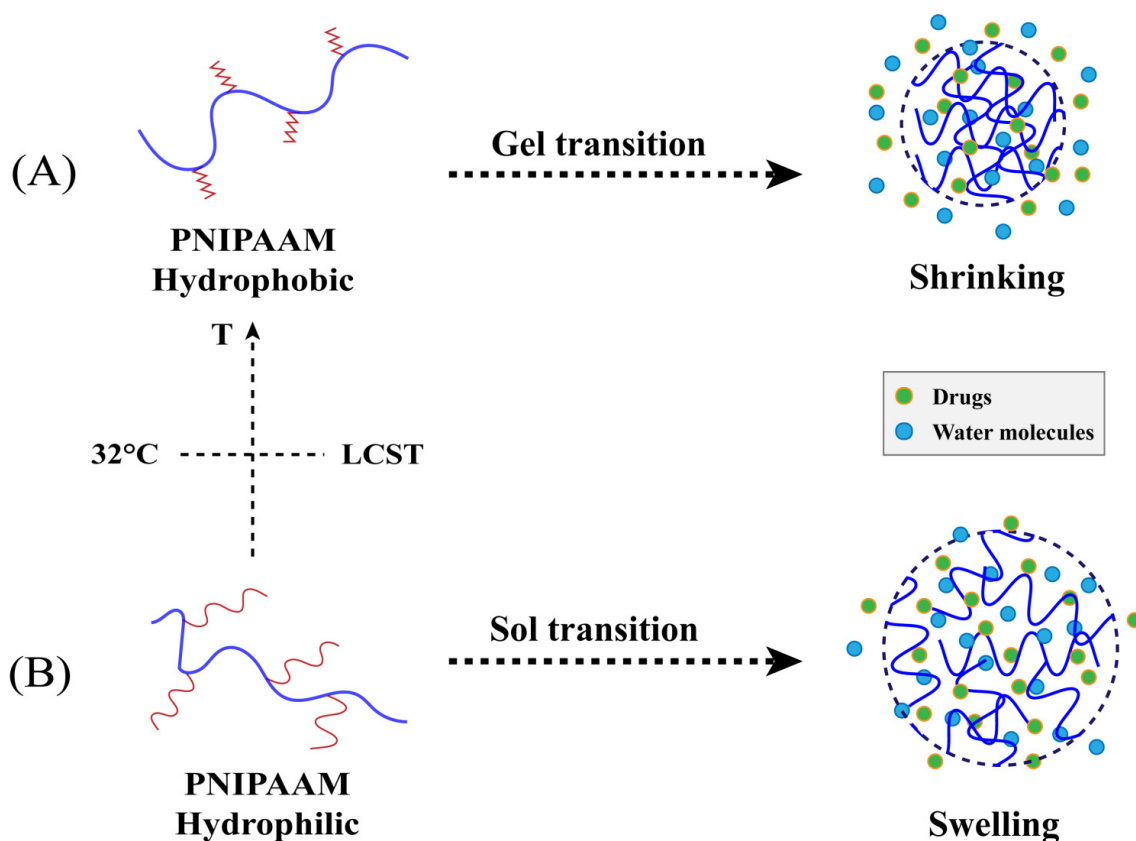 (A)
PNIPAAM
Hydrophobic
Gel transition
Shrinking
T
32°C
LCST
Drugs
Water molecules
(B)
PNIPAAM
Hydrophilic
Sol transition
Swelling